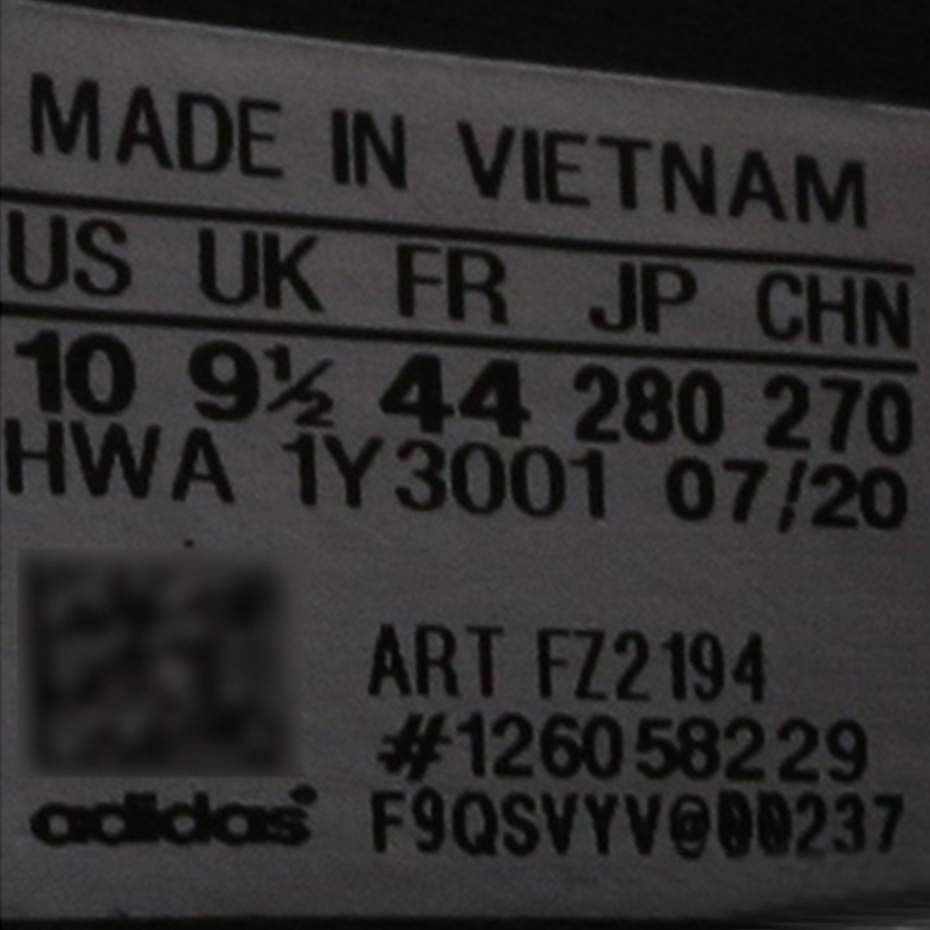 MADE IN VIETNAM
US UK FR JP CHN
10 9½ 44 280 270
HWA 1Y3001 07/20
ART FZ2194
#126058229
adidas F9QSVYV@00237